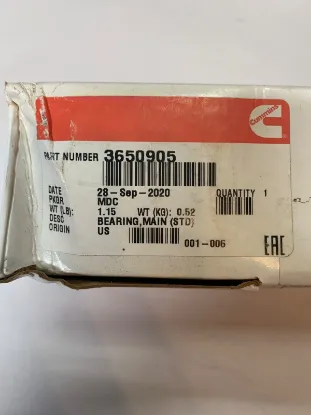 Cummins
PART NUMBER 3650905
DATE 28-Sep-2020 QUANTITY 1
PKGR MDC
WT (LB): 1.15 WT (KG): 0.52
DESC BEARING,MAIN (STD)
ORIGIN US
001-006 EAC